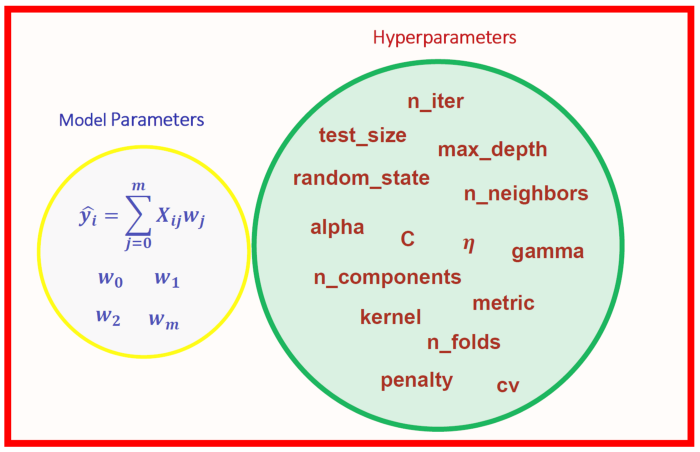 Hyperparameters
Model Parameters
n_iter
test_size
max_depth
random_state
n_neighbors
alpha
C
η
gamma
n_components
metric
kernel
n_folds
penalty
cv
ŷᵢ = ∑ⱼ₌₀ᵐ Xᵢⱼwⱼ
w₀ w₁
w₂ wₘ